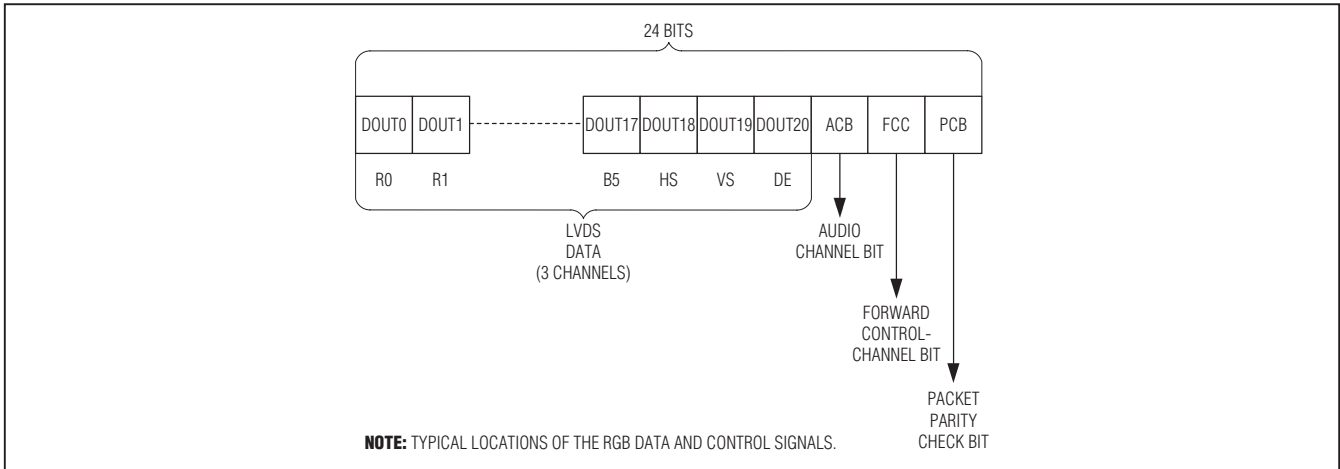 24 BITS
DOUT0 DOUT1 DOUT17 DOUT18 DOUT19 DOUT20 ACB FCC PCB
R0 R1 B5 HS VS DE
LVDS
DATA
(3 CHANNELS)
AUDIO
CHANNEL BIT
FORWARD
CONTROL-
CHANNEL BIT
PACKET
PARITY
CHECK BIT
NOTE: TYPICAL LOCATIONS OF THE RGB DATA AND CONTROL SIGNALS.